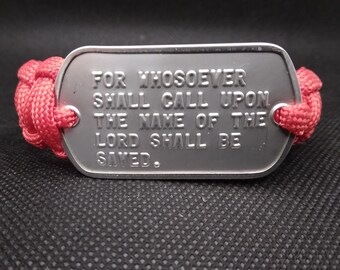 FOR WHOSOEVER
SHALL CALL UPON
THE NAME OF THE
LORD SHALL BE
SAVED.